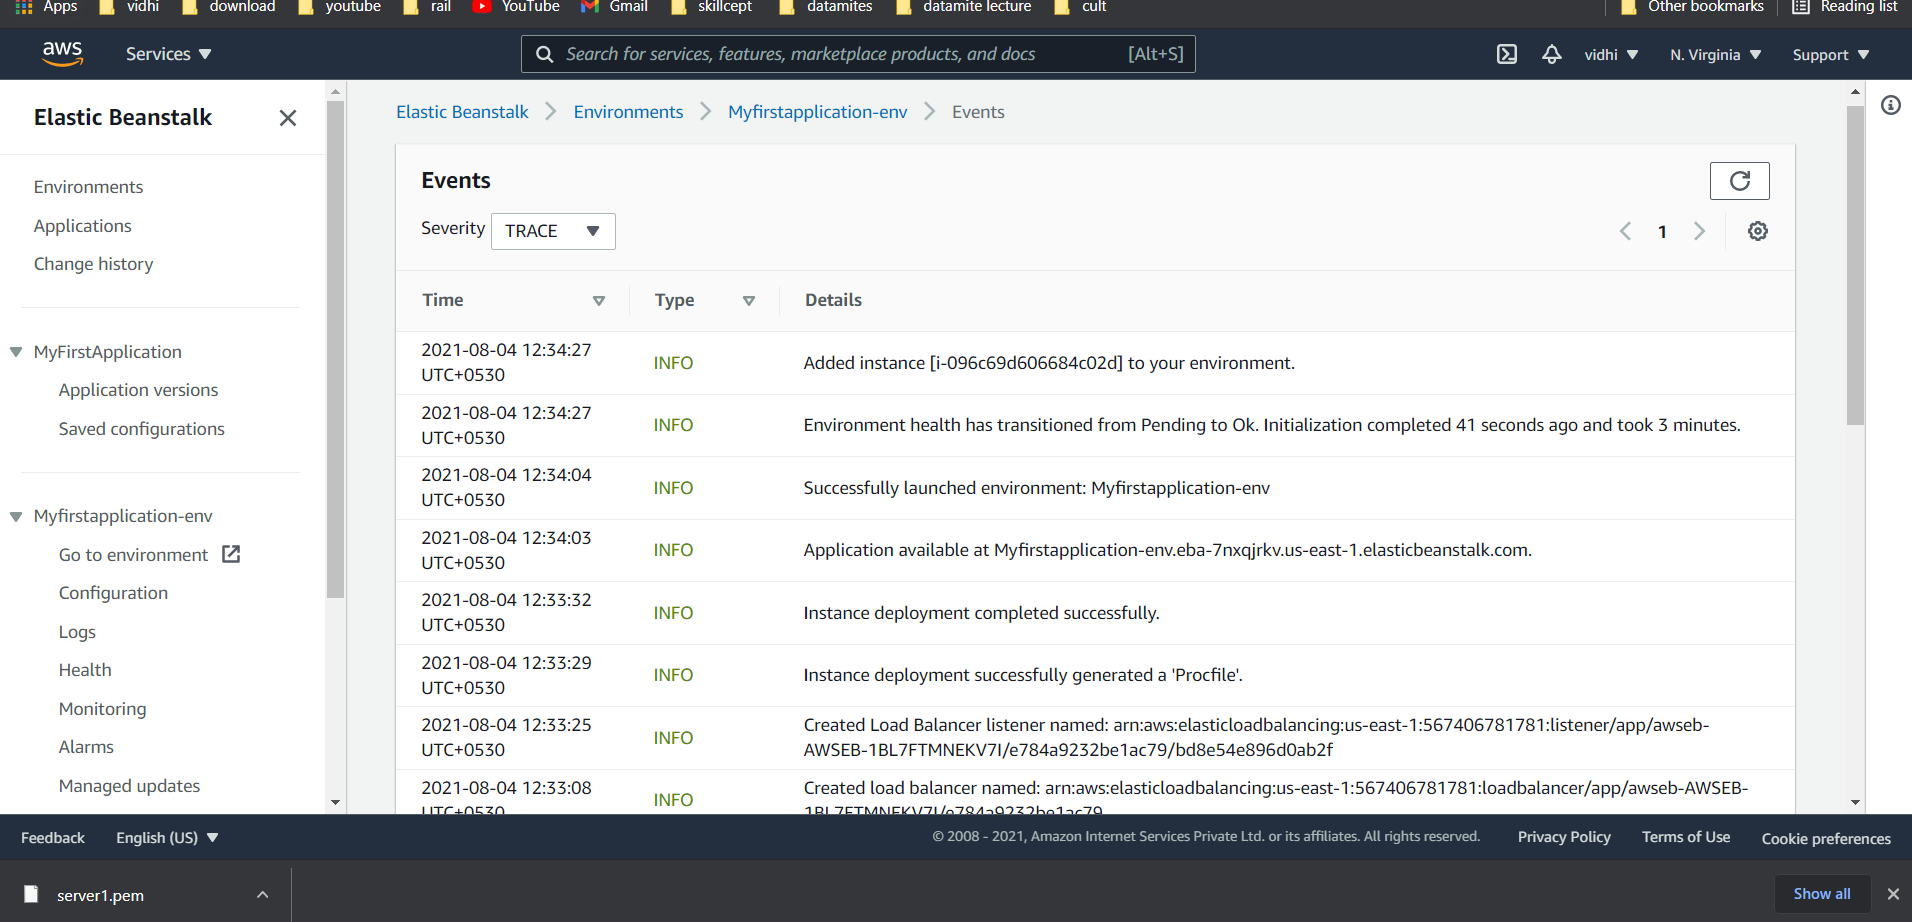 Apps vidhi download youtube rail YouTube Gmail skillcept datamites datamite lecture cult Other bookmarks Reading list
aws Services Search for services, features, marketplace products, and docs [Alt+S] vidhi N. Virginia Support
Elastic Beanstalk
Environments
Applications
Change history
MyFirstApplication
Application versions
Saved configurations
Myfirstapplication-env
Go to environment
Configuration
Logs
Health
Monitoring
Alarms
Managed updates
Elastic Beanstalk Environments Myfirstapplication-env Events
Events
Severity TRACE
1
Time Type Details
2021-08-04 12:34:27
UTC+0530
INFO
Added instance [i-096c69d606684c02d] to your environment.
2021-08-04 12:34:27
UTC+0530
INFO
Environment health has transitioned from Pending to Ok. Initialization completed 41 seconds ago and took 3 minutes.
2021-08-04 12:34:04
UTC+0530
INFO
Successfully launched environment: Myfirstapplication-env
2021-08-04 12:34:03
UTC+0530
INFO
Application available at Myfirstapplication-env.eba-7nxqjrkv.us-east-1.elasticbeanstalk.com.
2021-08-04 12:33:32
UTC+0530
INFO
Instance deployment completed successfully.
2021-08-04 12:33:29
UTC+0530
INFO
Instance deployment successfully generated a 'Procfile'.
2021-08-04 12:33:25
UTC+0530
INFO
Created Load Balancer listener named: arn:aws:elasticloadbalancing:us-east-1:567406781781:listener/app/awseb-
AWSEB-1BL7FTMNEKV7I/e784a9232be1ac79/bd8e54e896d0ab2f
2021-08-04 12:33:08
UTC+0530
INFO
Created load balancer named: arn:aws:elasticloadbalancing:us-east-1:567406781781:loadbalancer/app/awseb-AWSEB-
1BL7FTMNEKV7I/e784a9232be1ac79
Feedback English (US) © 2008 - 2021, Amazon Internet Services Private Ltd. or its affiliates. All rights reserved. Privacy Policy Terms of Use Cookie preferences
server1.pem Show all